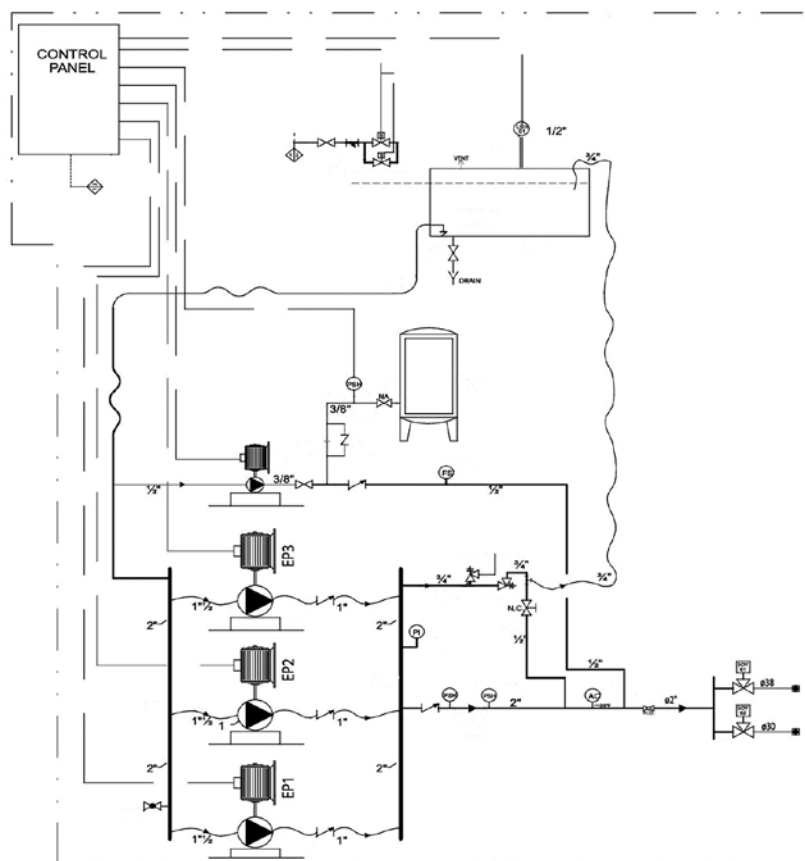 CONTROL
PANEL
1/2"
VENT
¾"
DRAIN
PSH
NA
3/8"
3/8"
FS
½"
½"
EP3
¾"
¾"
¾"
1"½
1"
2"
2"
N.C.
½"
PI
EP2
½"
PSH
PSH
2"
AC
ø2"
ø38
1"½
1
1"
ø30
2"
2"
EP1
1"½
1"